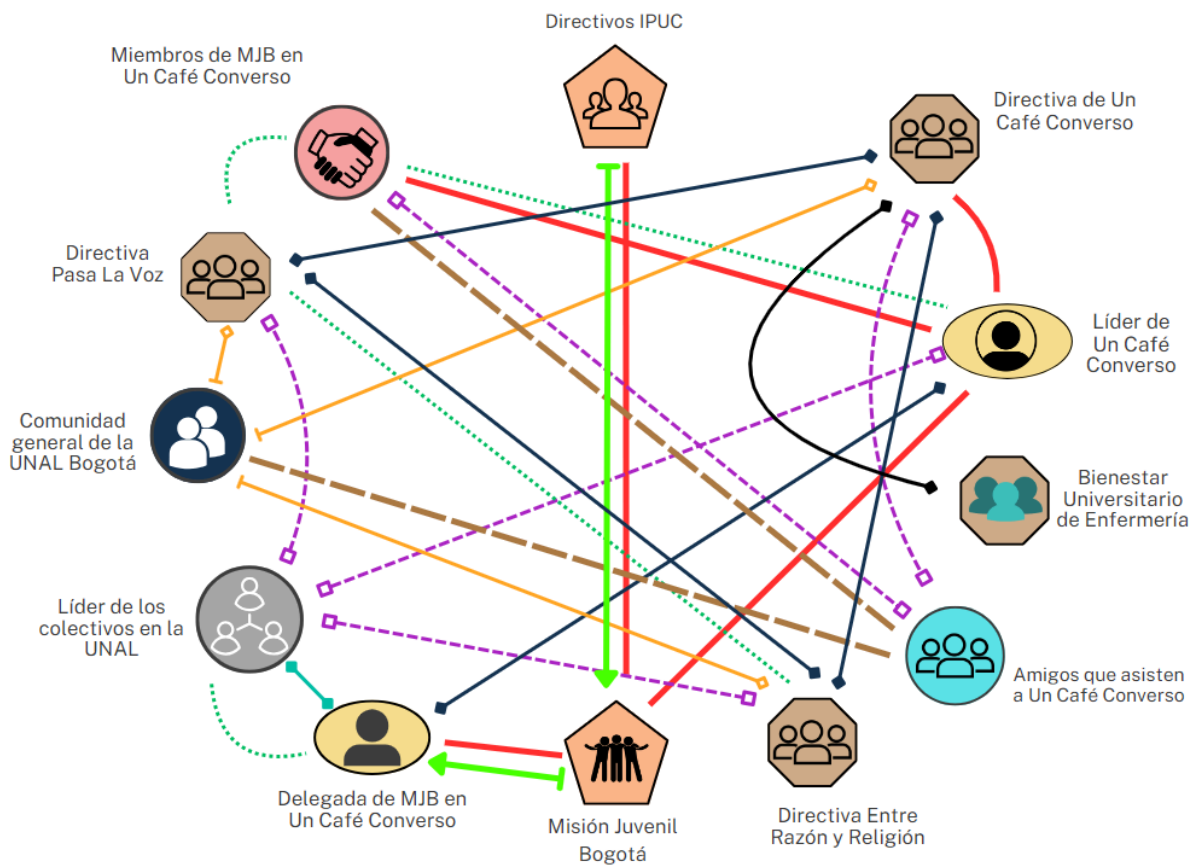 Directivos IPUC
Miembros de MJB en
Un Café Converso
Directiva de Un
Café Converso
Directiva
Pasa La Voz
Líder de
Un Café
Converso
Comunidad
general de la
UNAL Bogotá
Bienestar
Universitario
de Enfermería
Líder de los
colectivos en la
UNAL
Amigos que asisten
a Un Café Converso
Delegada de MJB en
Un Café Converso
Misión Juvenil
Bogotá
Directiva Entre
Razón y Religión